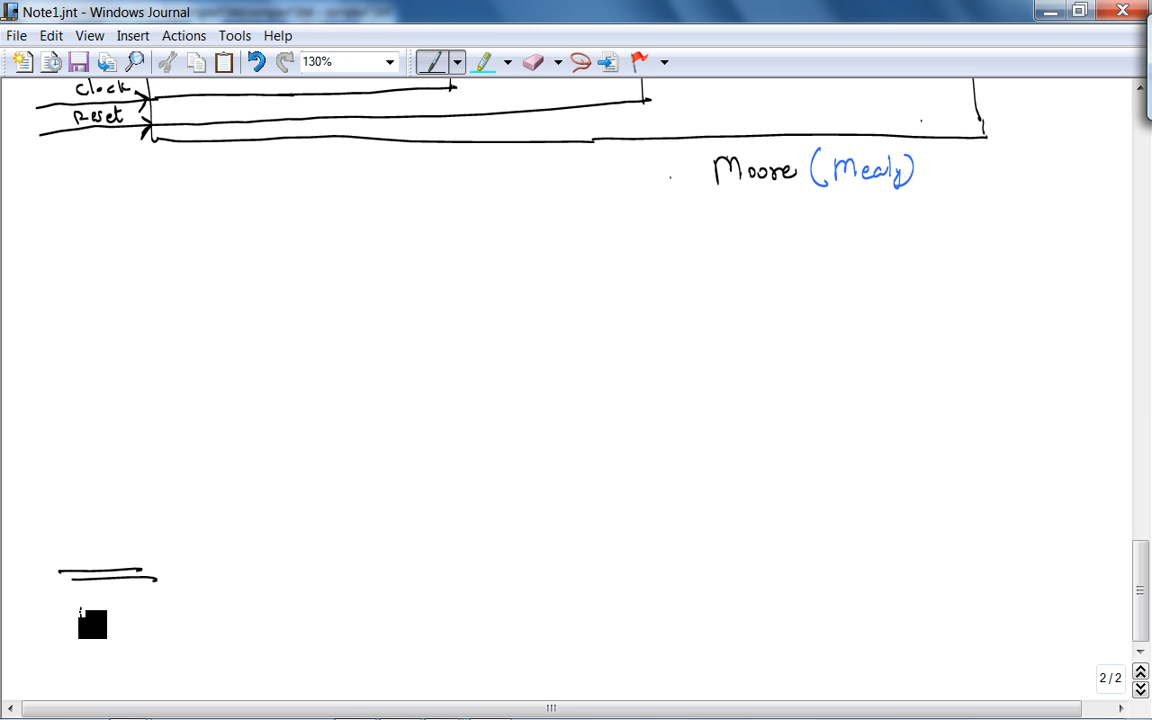 Note1.jnt - Windows Journal
File Edit View Insert Actions Tools Help
130%
Clock
Reset
Moore (Mealy)
2 / 2